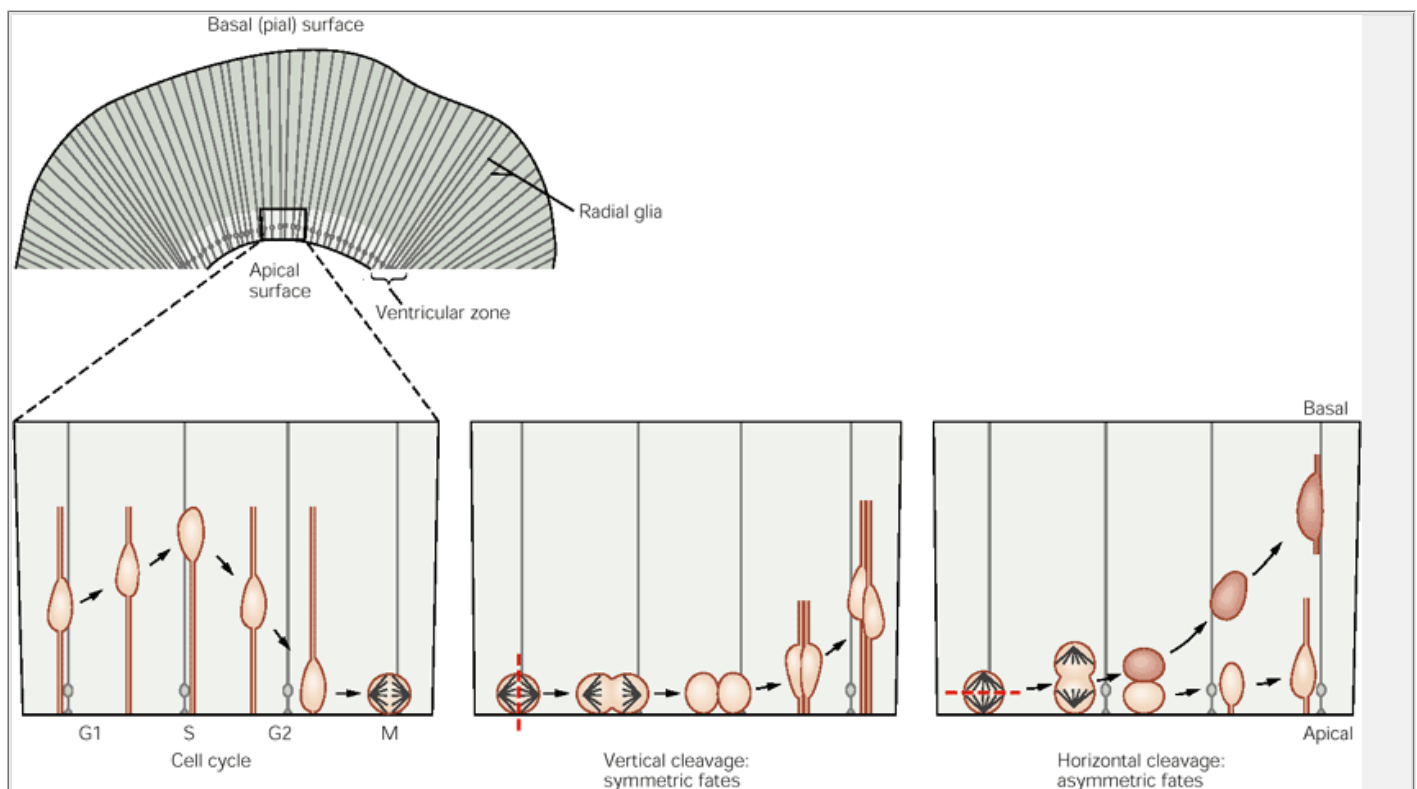 Basal (pial) surface
Radial glia
Apical
surface
Ventricular zone
Basal
G1 S G2 M
Cell cycle
Vertical cleavage:
symmetric fates
Horizontal cleavage:
asymmetric fates
Apical